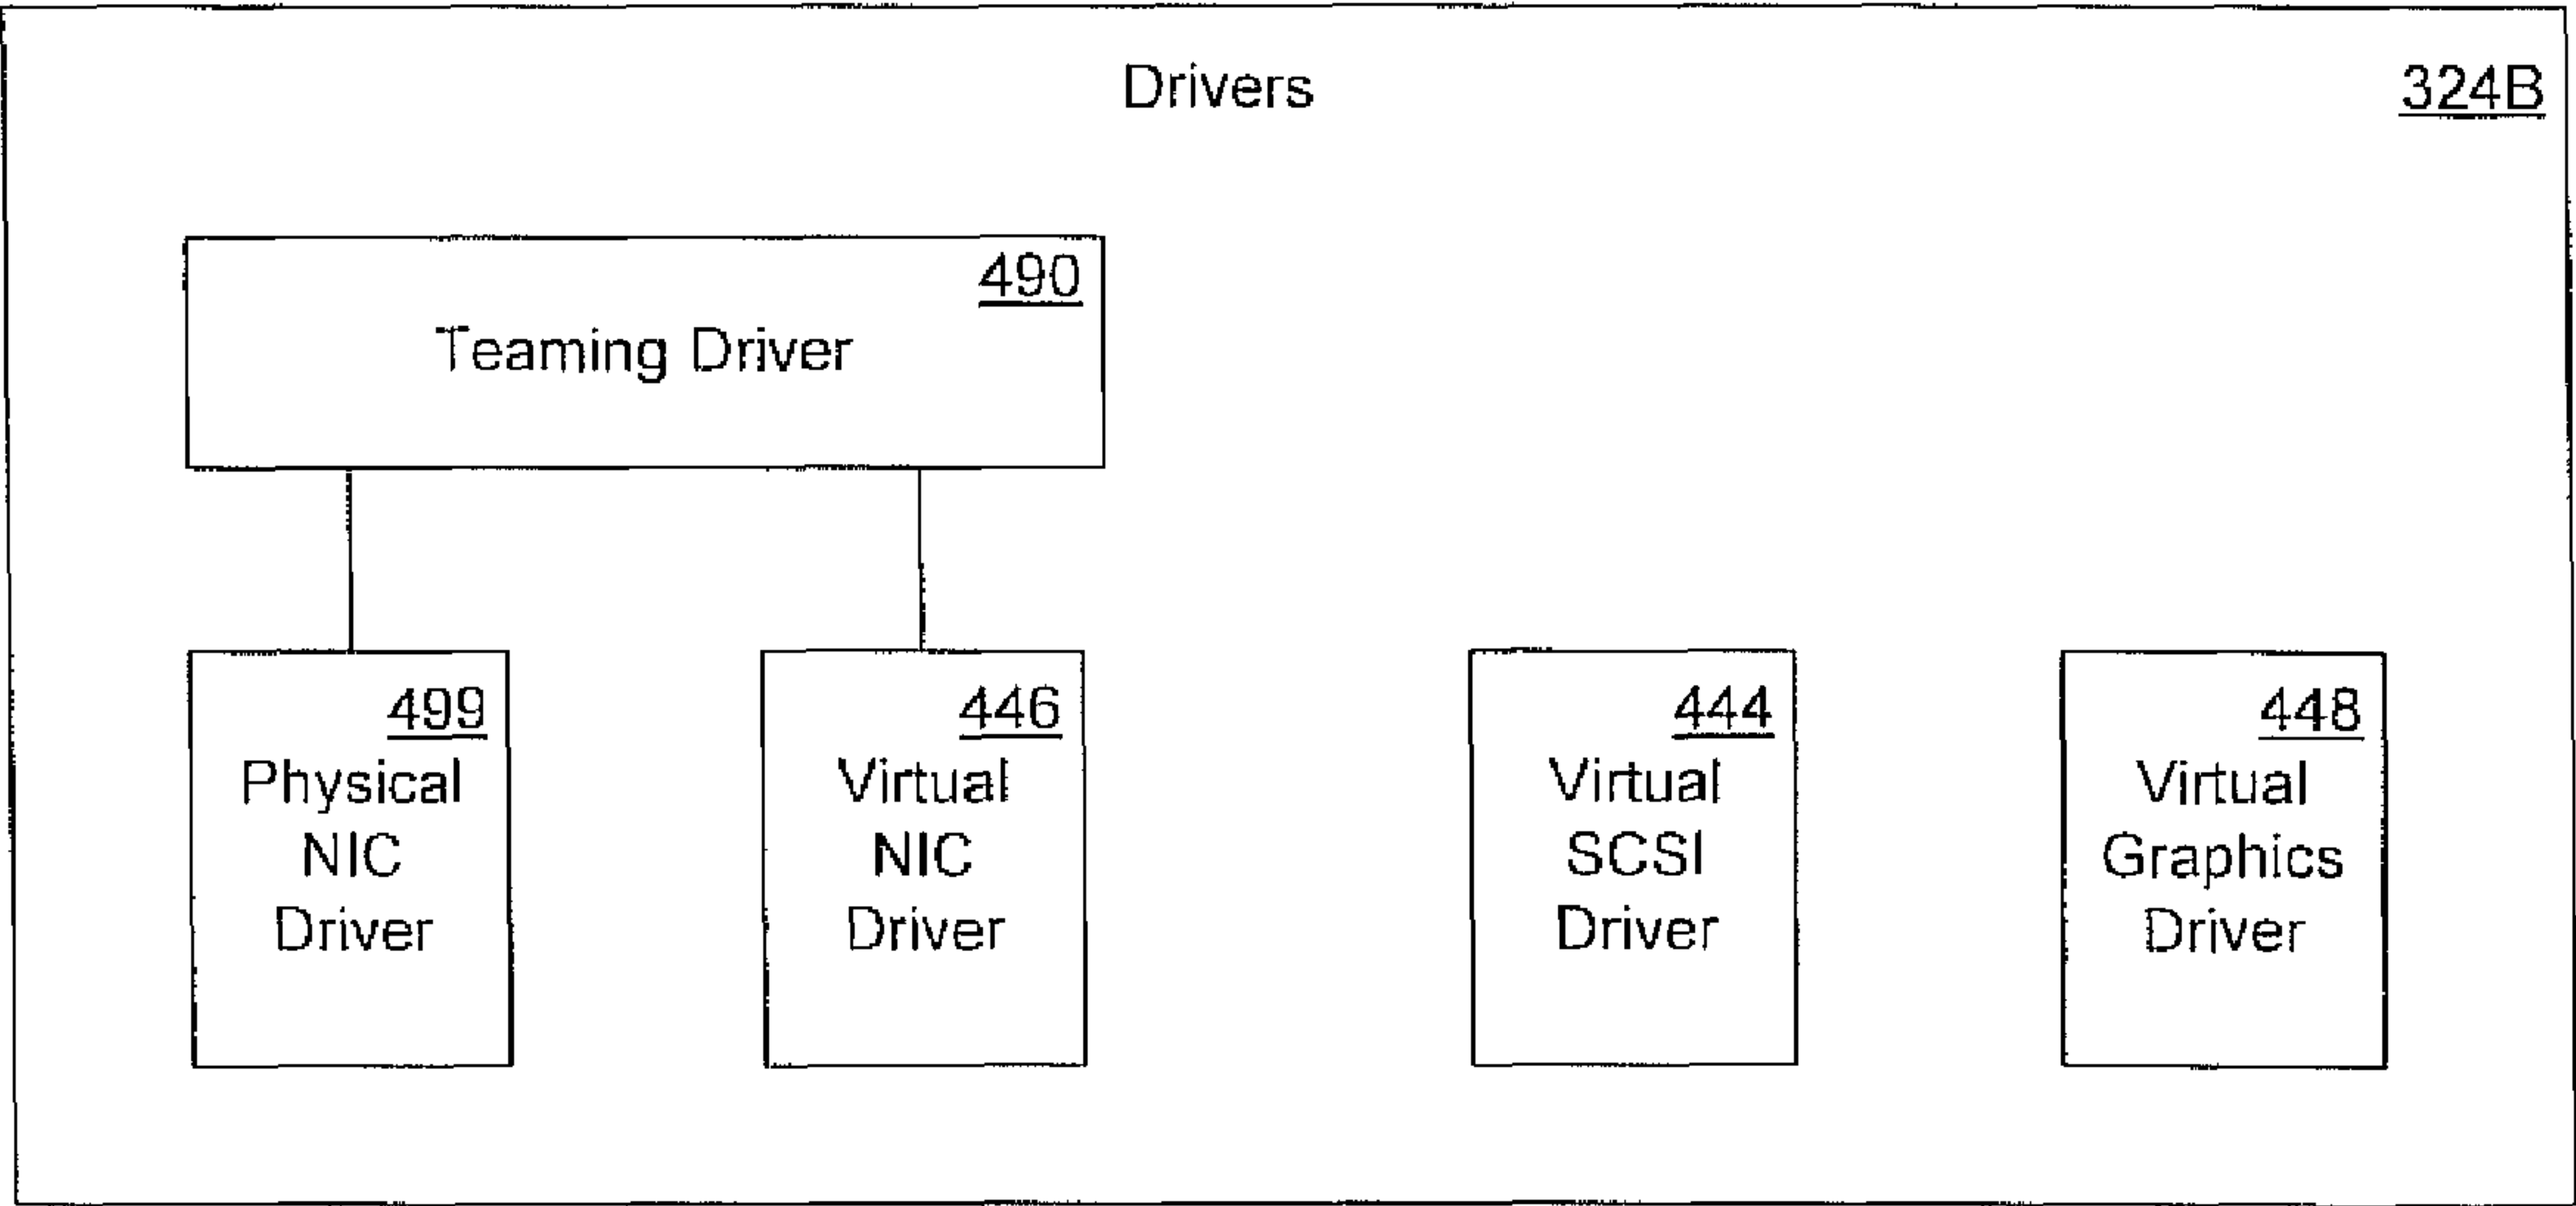 Drivers
324B
490
Teaming Driver
499
Physical
NIC
Driver
446
Virtual
NIC
Driver
444
Virtual
SCSI
Driver
448
Virtual
Graphics
Driver